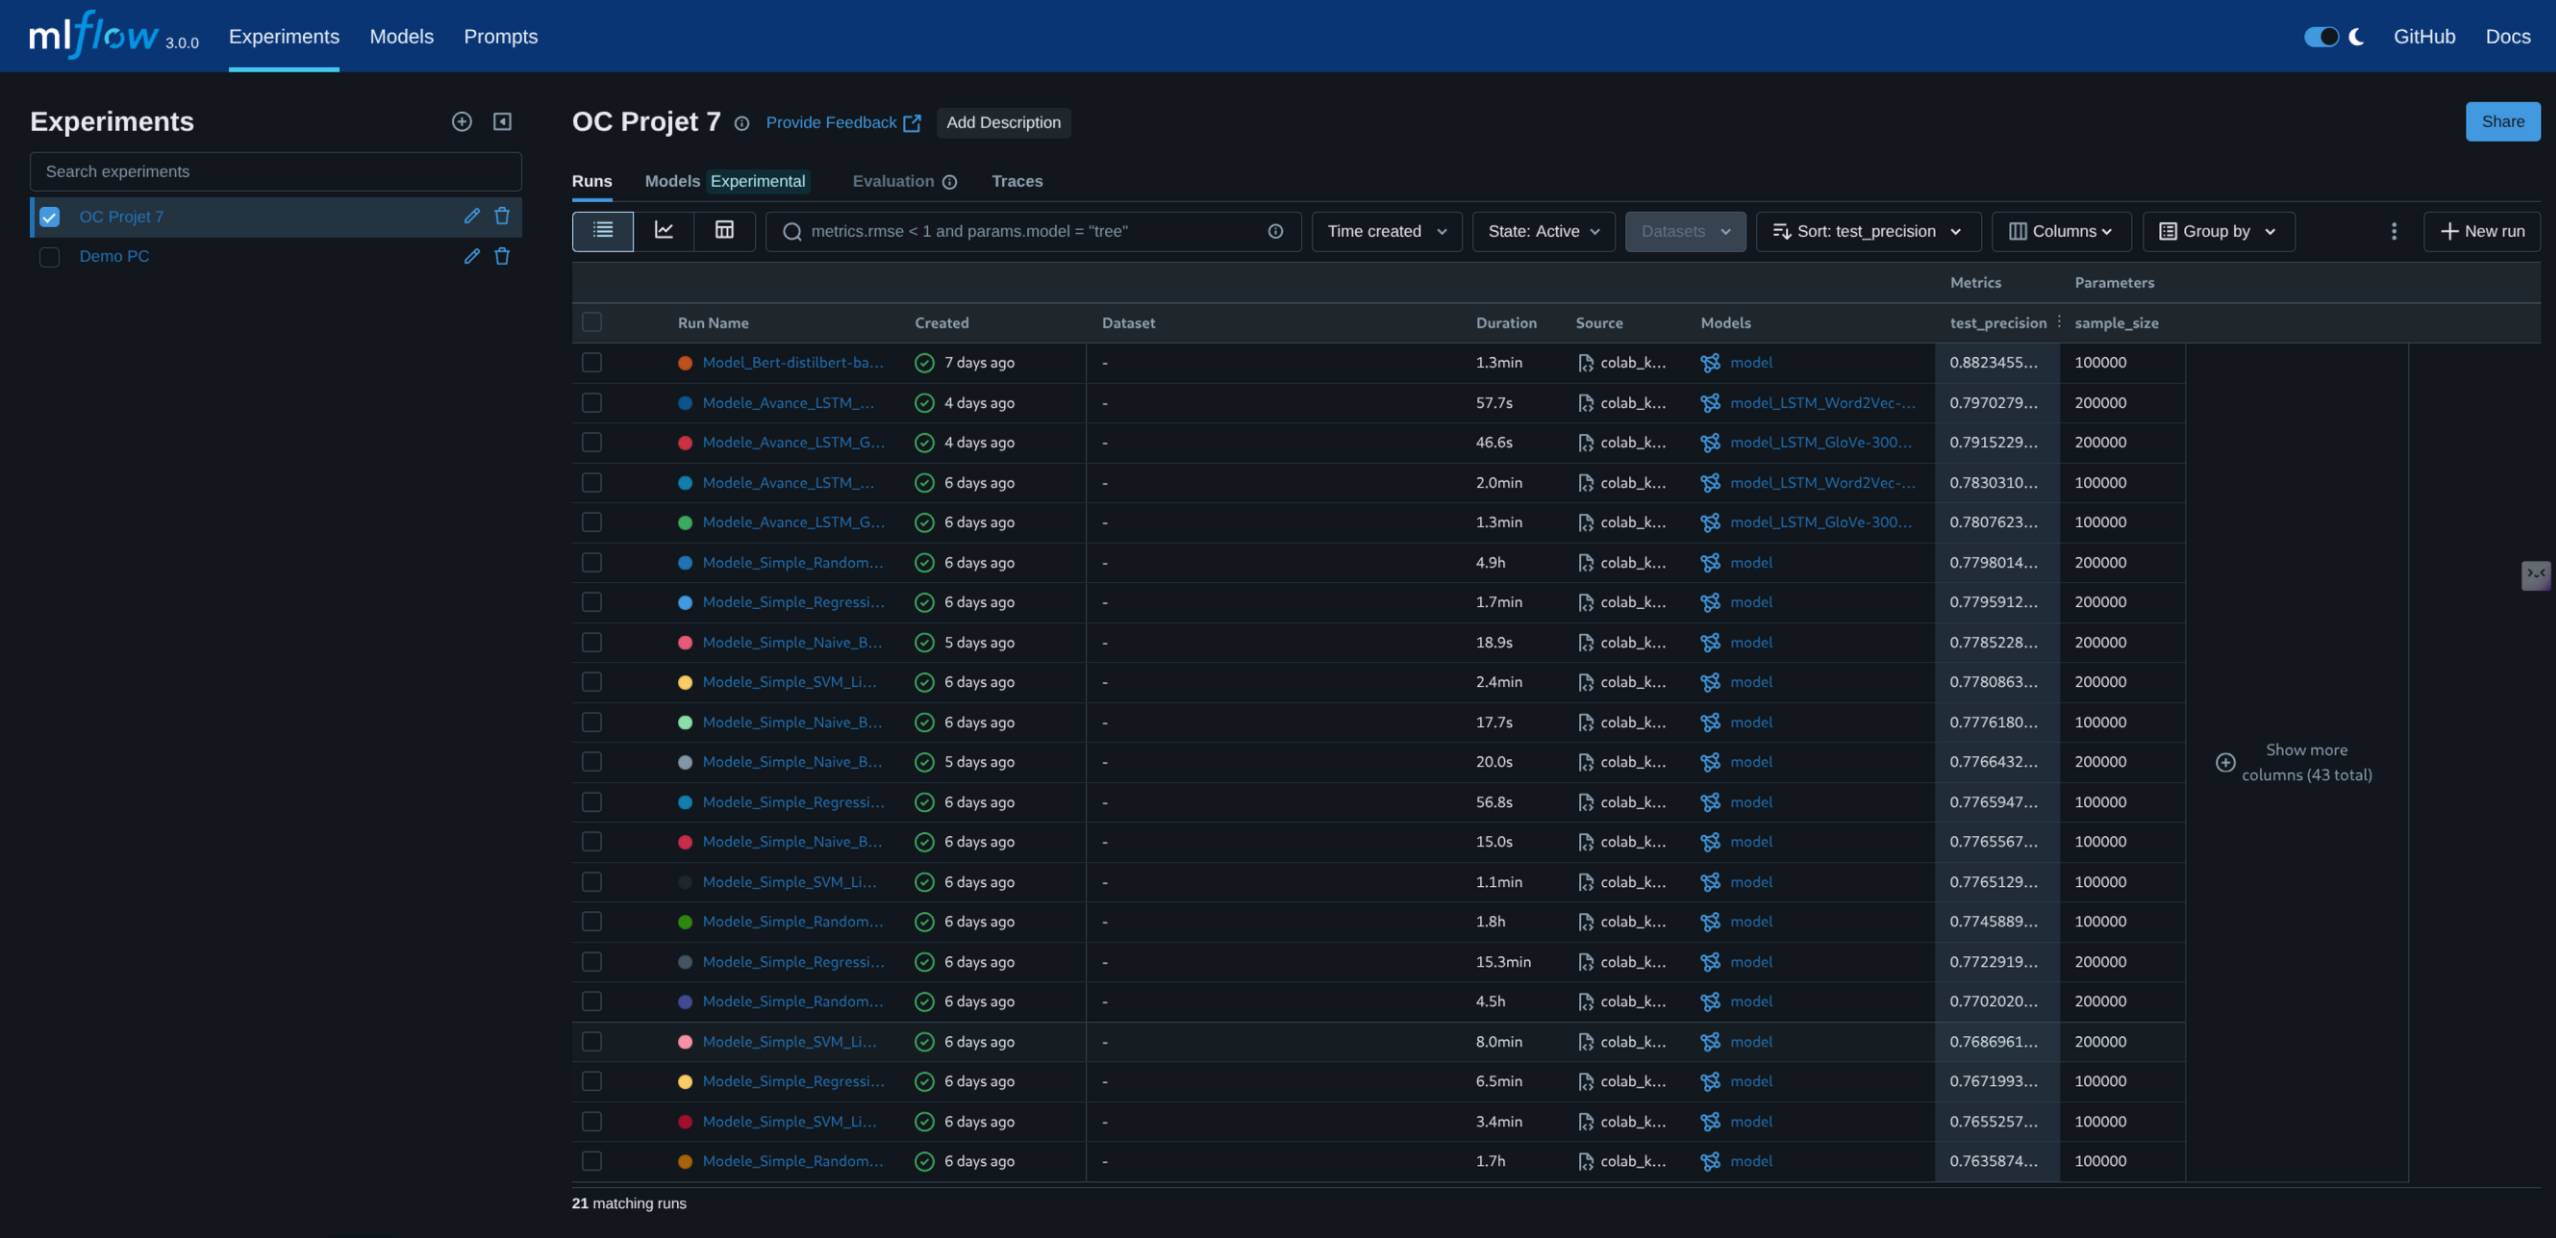 mlflow 3.0.0 Experiments Models Prompts GitHub Docs
Experiments
Search experiments
OC Projet 7
Demo PC
OC Projet 7 Provide Feedback Add Description Share
Runs Models Experimental Evaluation Traces
metrics.rmse < 1 and params.model = "tree" Time created State: Active Datasets Sort: test_precision Columns Group by New run
Metrics Parameters
Run Name Created Dataset Duration Source Models test_precision sample_size
Model_Bert-distilbert-ba... 7 days ago - 1.3min colab_k... model 0.8823455... 100000
Modele_Avance_LSTM_... 4 days ago - 57.7s colab_k... model_LSTM_Word2Vec-... 0.7970279... 200000
Modele_Avance_LSTM_G... 4 days ago - 46.6s colab_k... model_LSTM_GloVe-300... 0.7915229... 200000
Modele_Avance_LSTM_... 6 days ago - 2.0min colab_k... model_LSTM_Word2Vec-... 0.7830310... 100000
Modele_Avance_LSTM_G... 6 days ago - 1.3min colab_k... model_LSTM_GloVe-300... 0.7807623... 100000
Modele_Simple_Random... 6 days ago - 4.9h colab_k... model 0.7798014... 200000
Modele_Simple_Regressi... 6 days ago - 1.7min colab_k... model 0.7795912... 200000
Modele_Simple_Naive_B... 5 days ago - 18.9s colab_k... model 0.7785228... 200000
Modele_Simple_SVM_Li... 6 days ago - 2.4min colab_k... model 0.7780863... 200000
Modele_Simple_Naive_B... 6 days ago - 17.7s colab_k... model 0.7776180... 100000
Modele_Simple_Naive_B... 5 days ago - 20.0s colab_k... model 0.7766432... 200000
Modele_Simple_Regressi... 6 days ago - 56.8s colab_k... model 0.7765947... 100000
Modele_Simple_Naive_B... 6 days ago - 15.0s colab_k... model 0.7765567... 100000
Modele_Simple_SVM_Li... 6 days ago - 1.1min colab_k... model 0.7765129... 100000
Modele_Simple_Random... 6 days ago - 1.8h colab_k... model 0.7745889... 100000
Modele_Simple_Regressi... 6 days ago - 15.3min colab_k... model 0.7722919... 200000
Modele_Simple_Random... 6 days ago - 4.5h colab_k... model 0.7702020... 200000
Modele_Simple_SVM_Li... 6 days ago - 8.0min colab_k... model 0.7686961... 200000
Modele_Simple_Regressi... 6 days ago - 6.5min colab_k... model 0.7671993... 100000
Modele_Simple_SVM_Li... 6 days ago - 3.4min colab_k... model 0.7655257... 100000
Modele_Simple_Random... 6 days ago - 1.7h colab_k... model 0.7635874... 100000
Show more
columns (43 total)
21 matching runs